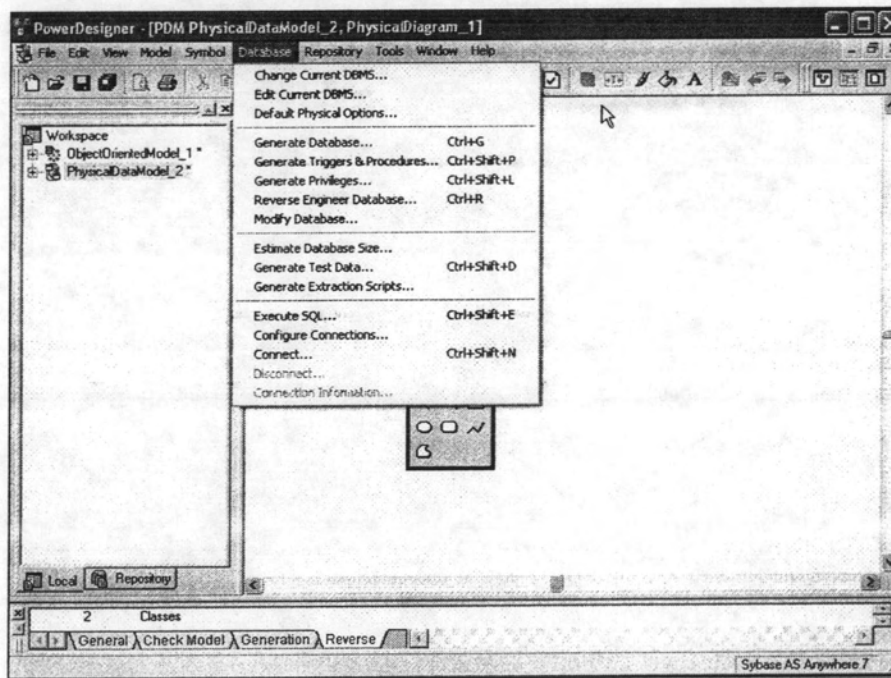 PowerDesigner - [PDM PhysicalDataModel_2, PhysicalDiagram_1]
File Edit View Model Symbol Database Repository Tools Window Help
Change Current DBMS...
Edit Current DBMS...
Default Physical Options...
Generate Database... Ctrl+G
Generate Triggers & Procedures... Ctrl+Shift+P
Generate Privileges... Ctrl+Shift+L
Reverse Engineer Database... Ctrl+R
Modify Database...
Estimate Database Size...
Generate Test Data... Ctrl+Shift+D
Generate Extraction Scripts...
Execute SQL... Ctrl+Shift+E
Configure Connections...
Connect... Ctrl+Shift+N
Disconnect...
Connection Information...
Workspace
ObjectOrientedModel_1 *
PhysicalDataModel_2 *
Local Repository
2 Classes
General Check Model Generation Reverse
Sybase AS Anywhere 7